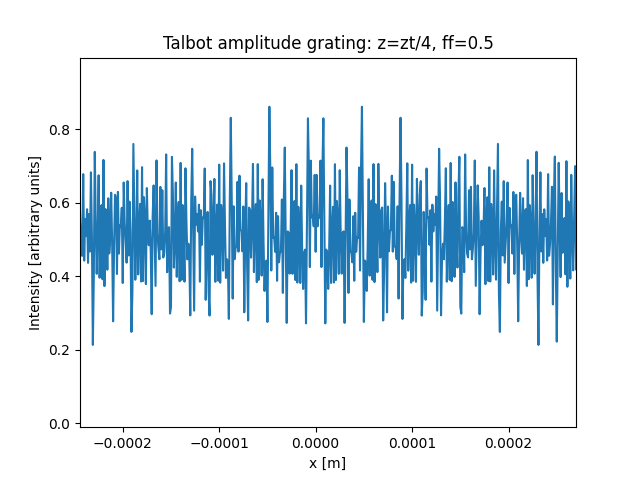 Talbot amplitude grating: z=zt/4, ff=0.5
Intensity [arbitrary units]
0.8
0.6
0.4
0.2
0.0
−0.0002 −0.0001 0.0000 0.0001 0.0002
x [m]